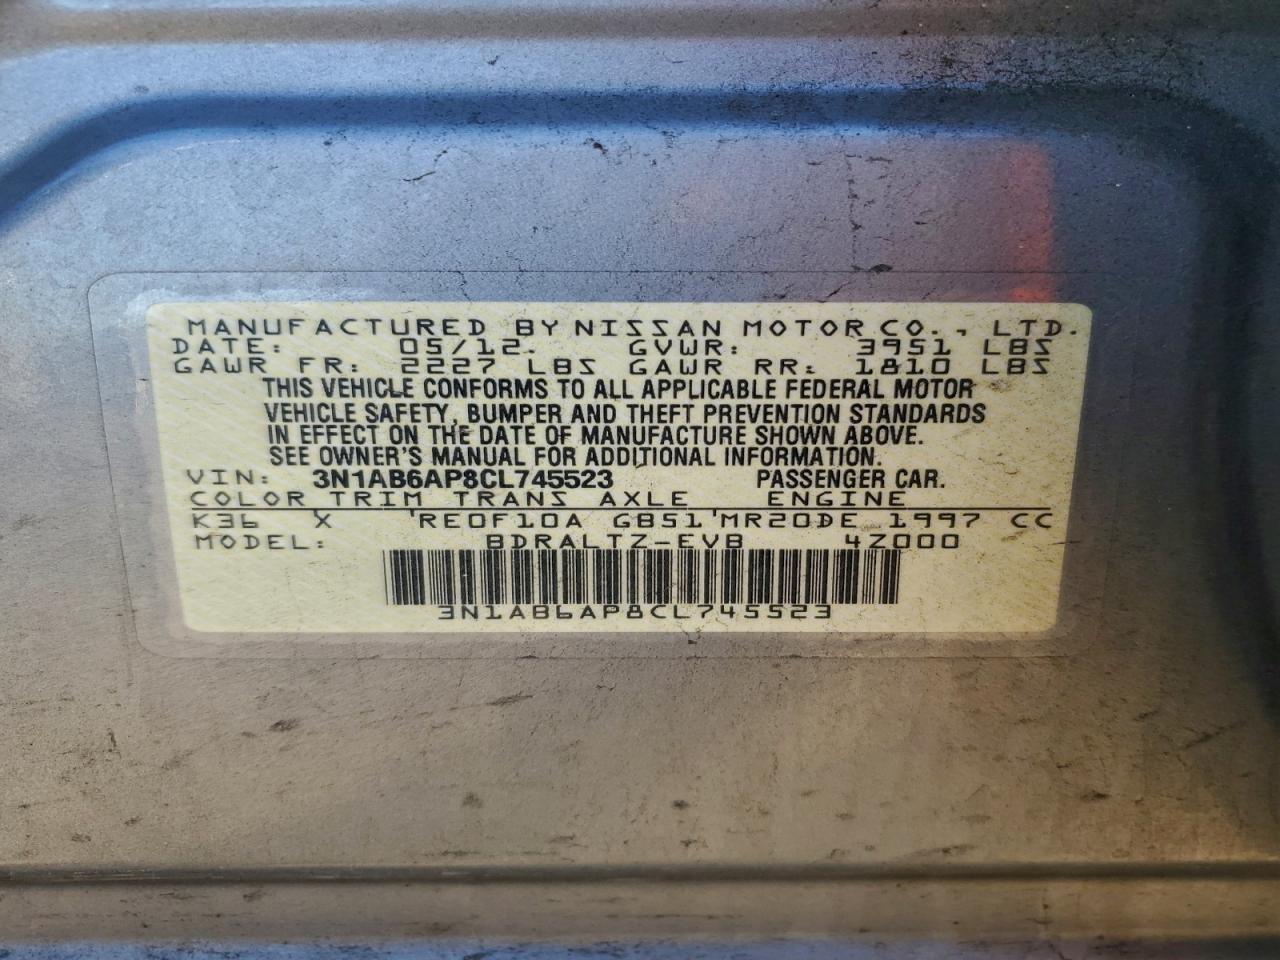 MANUFACTURED BY NISSAN MOTOR CO., LTD.
DATE: 05/12. GVWR: 3951 LBS
GAWR FR: 2227 LBS GAWR RR: 1810 LBS
THIS VEHICLE CONFORMS TO ALL APPLICABLE FEDERAL MOTOR
VEHICLE SAFETY, BUMPER AND THEFT PREVENTION STANDARDS
IN EFFECT ON THE DATE OF MANUFACTURE SHOWN ABOVE.
SEE OWNER'S MANUAL FOR ADDITIONAL INFORMATION.
VIN: 3N1AB6AP8CL745523 PASSENGER CAR.
COLOR TRIM TRANS AXLE ENGINE
K36 X 'RE0F10A GB51'MR20DE 1997 CC
MODEL: BDRALTZ-EVB 4Z000
3N1AB6AP8CL745523